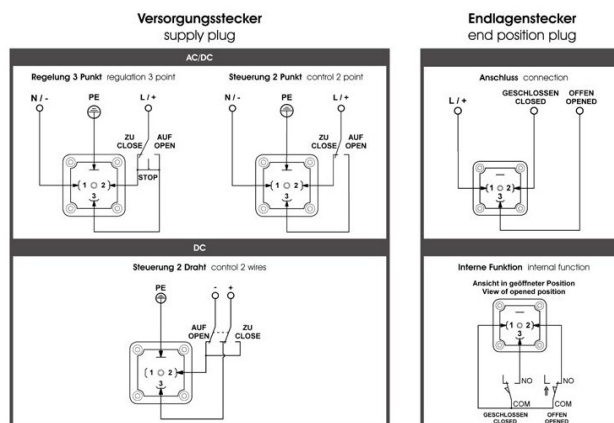 Versorgungsstecker
supply plug
AC/DC
Regelung 3 Punkt regulation 3 point
N / -
PE
L / +
ZU
CLOSE
AUF
OPEN
STOP
1 2
3
Steuerung 2 Punkt control 2 point
N / -
PE
L / +
ZU
CLOSE
AUF
OPEN
1 2
3
DC
Steuerung 2 Draht control 2 wires
PE
- +
AUF
OPEN
ZU
CLOSE
1 2
3
Endlagenstecker
end position plug
Anschluss connection
L / +
GESCHLOSSEN
CLOSED
OFFEN
OPENED
1 2
3
Interne Funktion internal function
Ansicht in geöffneter Position
View of opened position
1 2
3
NO
NO
COM
COM
GESCHLOSSEN
CLOSED
OFFEN
OPENED